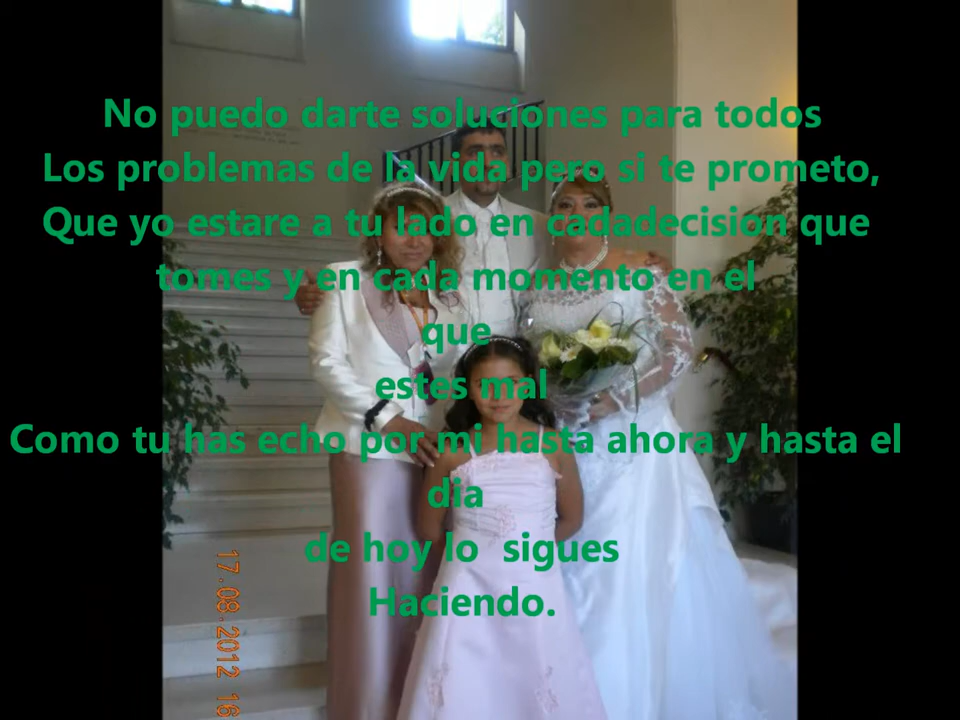 No puedo darte soluciones para todos
Los problemas de la vida pero si te prometo,
Que yo estare a tu lado en cadadecision que
tomes y en cada momento en el
que
estes mal
Como tu has echo por mi hasta ahora y hasta el
dia
de hoy lo  sigues
Haciendo.
17.08.2012 16